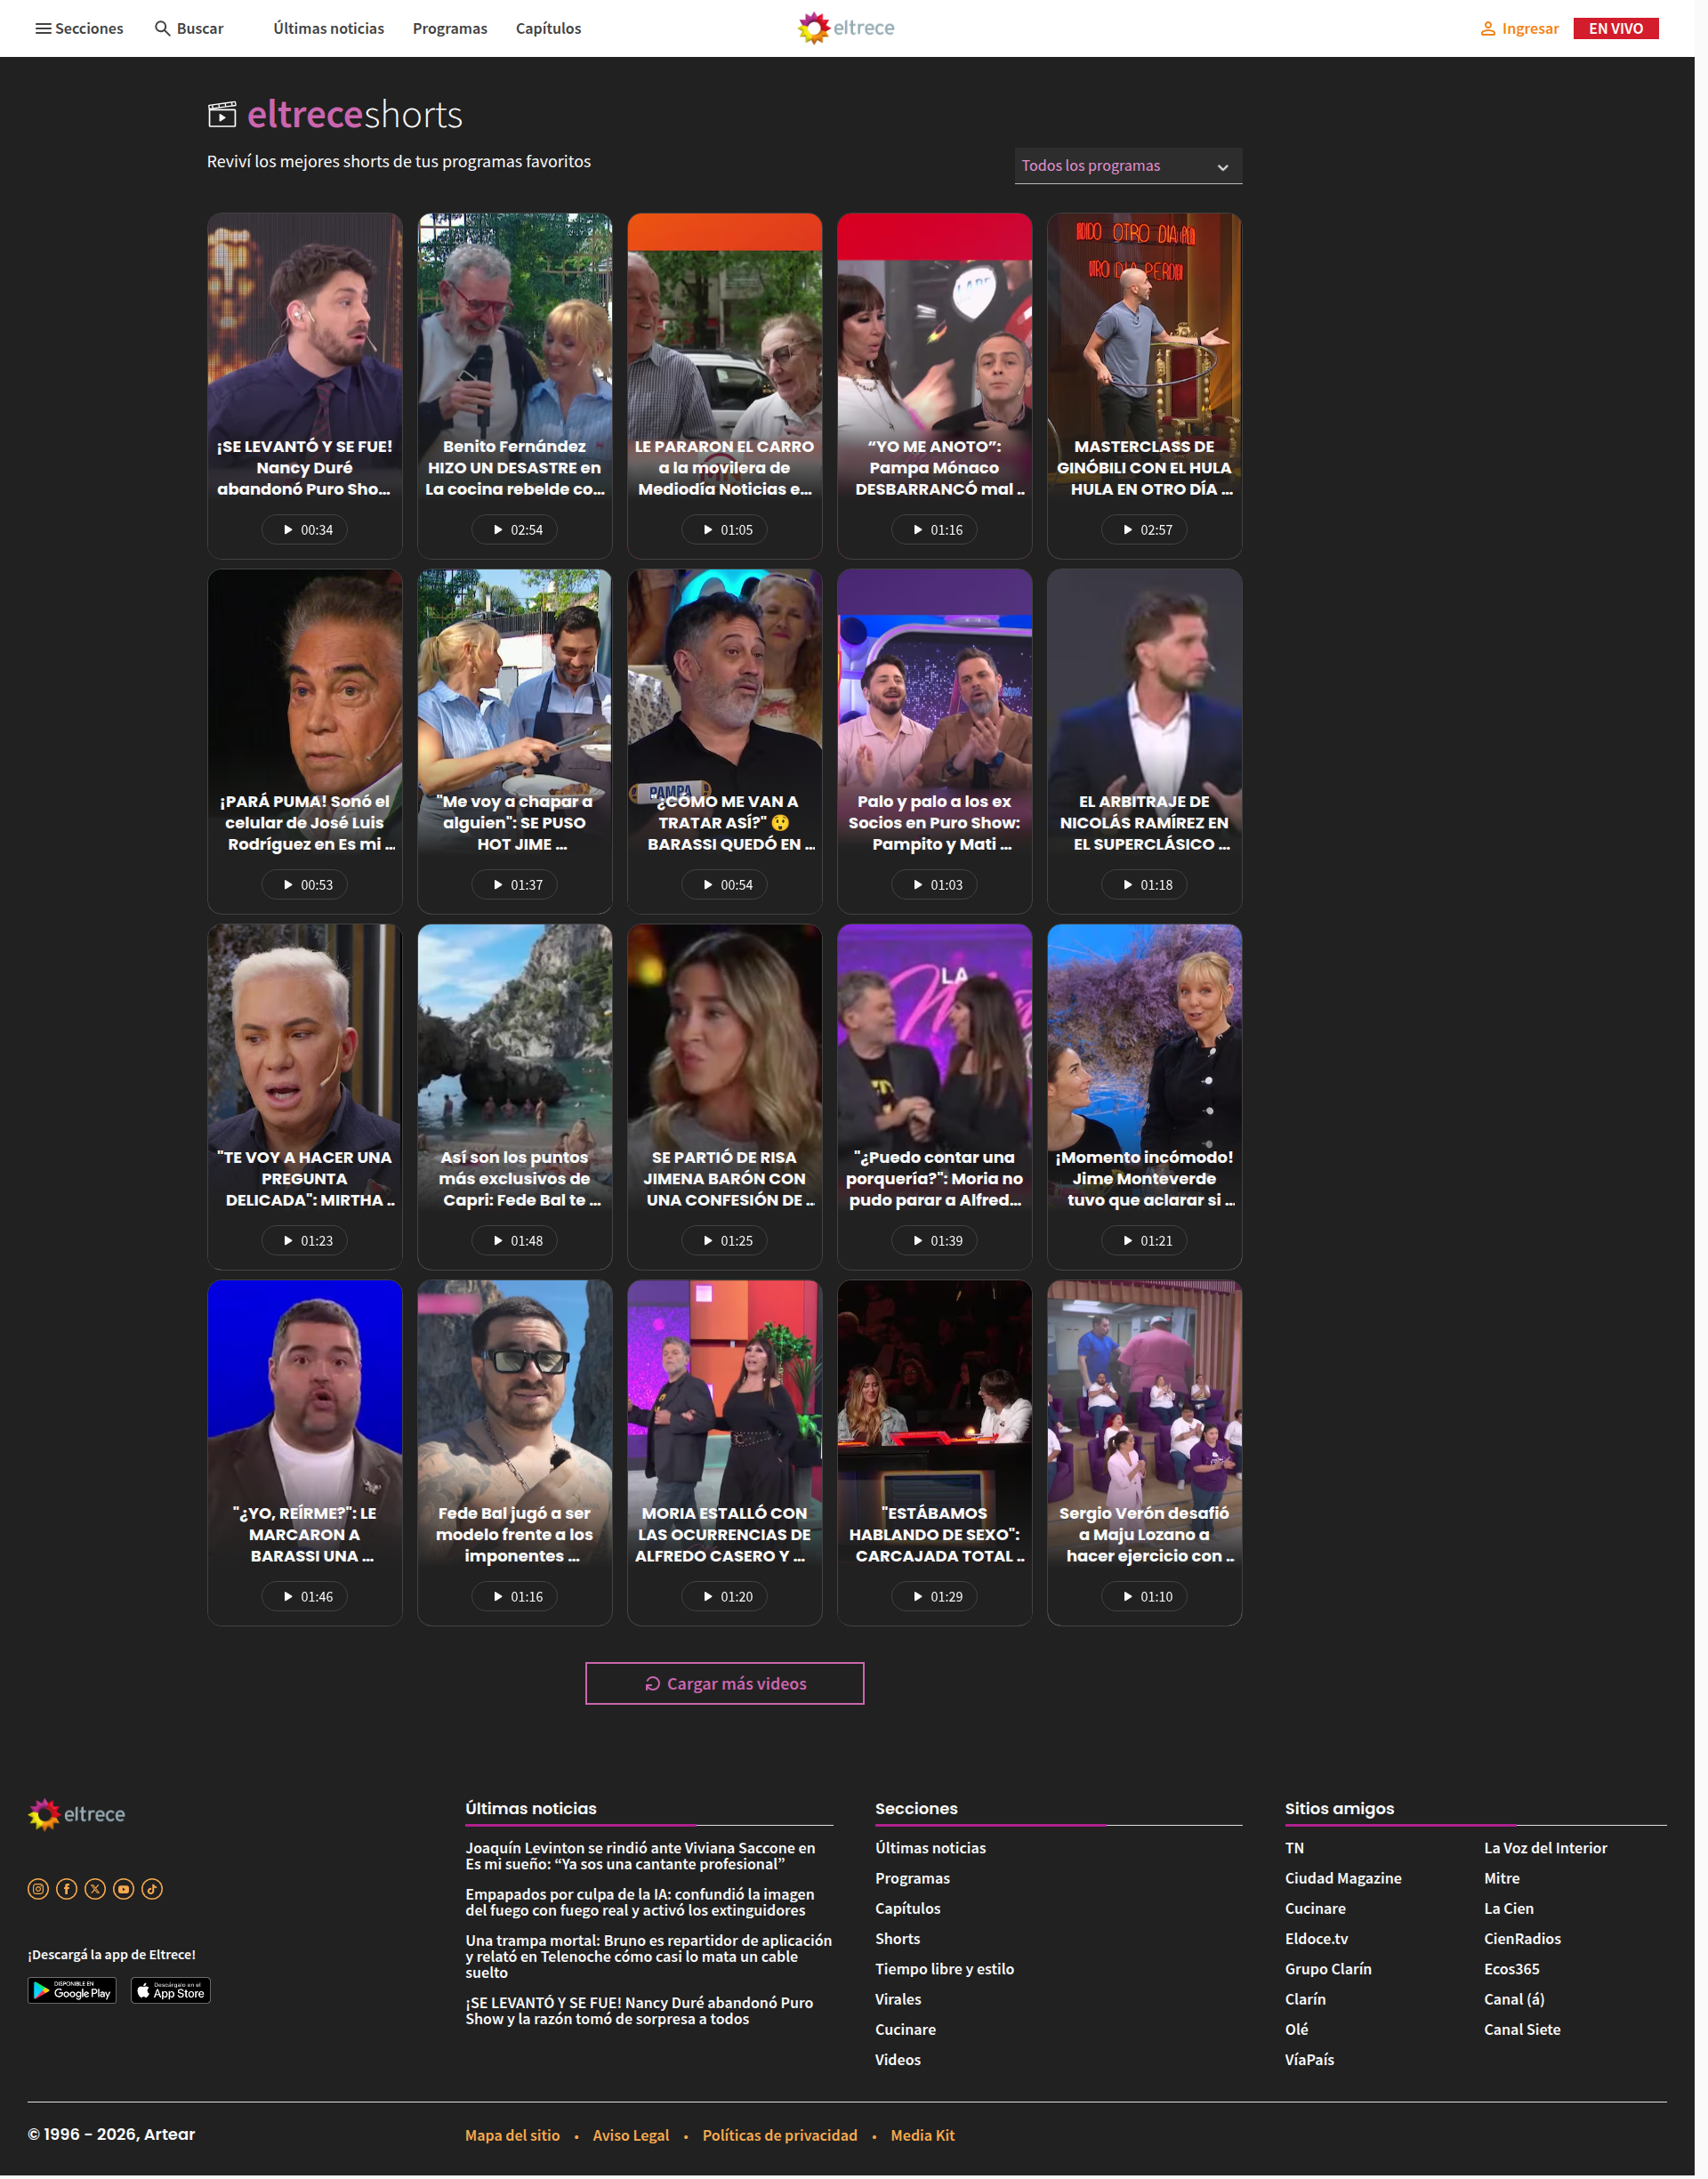 Secciones
Buscar
Últimas noticias
Programas
Capítulos
eltrece
Ingresar
EN VIVO
eltreceshorts
Reviví los mejores shorts de tus programas favoritos
Todos los programas
¡SE LEVANTÓ Y SE FUE!
Nancy Duré
abandonó Puro Sho...
00:34
Benito Fernández
HIZO UN DESASTRE en
La cocina rebelde co...
02:54
LE PARARON EL CARRO
a la movilera de
Mediodía Noticias e...
01:05
“YO ME ANOTO”:
Pampa Mónaco
DESBARRANCÓ mal ..
01:16
MASTERCLASS DE
GINÓBILI CON EL HULA
HULA EN OTRO DÍA ...
02:57
¡PARÁ PUMA! Sonó el
celular de José Luis
Rodríguez en Es mi ...
00:53
"Me voy a chapar a
alguien": SE PUSO
HOT JIME ...
01:37
PAMPA
¿CÓMO ME VAN A
TRATAR ASÍ?" 😲
BARASSI QUEDÓ EN ...
00:54
Palo y palo a los ex
Socios en Puro Show:
Pampito y Mati ...
01:03
EL ARBITRAJE DE
NICOLÁS RAMÍREZ EN
EL SUPERCLÁSICO ...
01:18
"TE VOY A HACER UNA
PREGUNTA
DELICADA": MIRTHA ..
01:23
Así son los puntos
más exclusivos de
Capri: Fede Bal te ...
01:48
SE PARTIÓ DE RISA
JIMENA BARÓN CON
UNA CONFESIÓN DE ..
01:25
LA
"¿Puedo contar una
porquería?": Moria no
pudo parar a Alfred...
01:39
¡Momento incómodo!
Jime Monteverde
tuvo que aclarar si ..
01:21
"¿YO, REÍRME?": LE
MARCARON A
BARASSI UNA ...
01:46
Fede Bal jugó a ser
modelo frente a los
imponentes ...
01:16
MORIA ESTALLÓ CON
LAS OCURRENCIAS DE
ALFREDO CASERO Y ...
01:20
"ESTÁBAMOS
HABLANDO DE SEXO":
CARCAJADA TOTAL ..
01:29
Sergio Verón desafió
a Maju Lozano a
hacer ejercicio con ..
01:10
Cargar más videos
eltrece
¡Descargá la app de Eltrece!
DISPONIBLE EN
Google Play
Descárgalo en el
App Store
Últimas noticias
Joaquín Levinton se rindió ante Viviana Saccone en
Es mi sueño: “Ya sos una cantante profesional”
Empapados por culpa de la IA: confundió la imagen
del fuego con fuego real y activó los extinguidores
Una trampa mortal: Bruno es repartidor de aplicación
y relató en Telenoche cómo casi lo mata un cable
suelto
¡SE LEVANTÓ Y SE FUE! Nancy Duré abandonó Puro
Show y la razón tomó de sorpresa a todos
Secciones
Últimas noticias
Programas
Capítulos
Shorts
Tiempo libre y estilo
Virales
Cucinare
Videos
Sitios amigos
TN
Ciudad Magazine
Cucinare
Eldoce.tv
Grupo Clarín
Clarín
Olé
VíaPaís
La Voz del Interior
Mitre
La Cien
CienRadios
Ecos365
Canal (á)
Canal Siete
© 1996 - 2026, Artear
Mapa del sitio • Aviso Legal • Políticas de privacidad • Media Kit